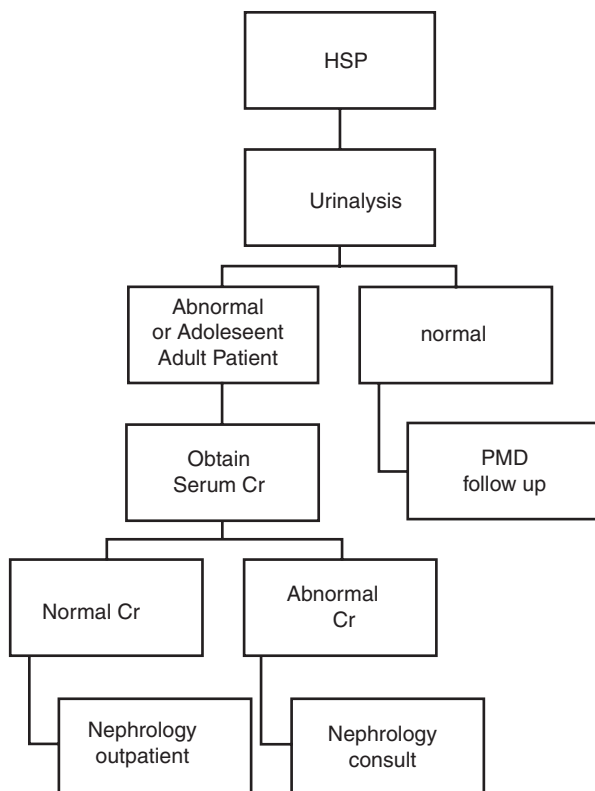 HSP
Urinalysis
Abnormal
or Adoleseent
Adult Patient
normal
Obtain
Serum Cr
PMD
follow up
Normal Cr
Abnormal
Cr
Nephrology
outpatient
Nephrology
consult